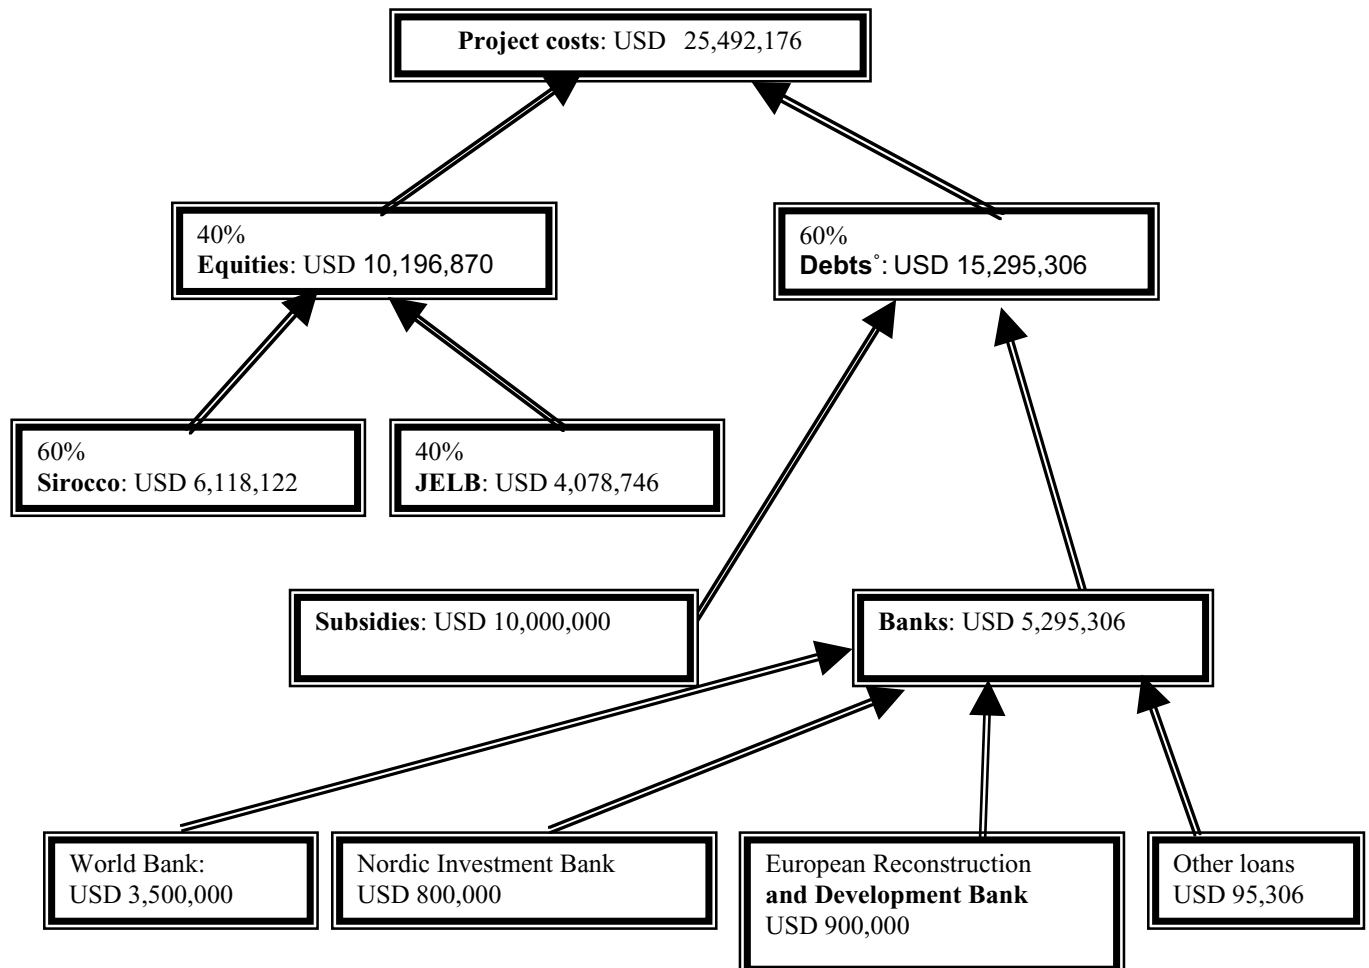 Project costs: USD 25,492,176
40%
Equities: USD 10,196,870
60%
Debts°: USD 15,295,306
60%
Sirocco: USD 6,118,122
40%
JELB: USD 4,078,746
Subsidies: USD 10,000,000
Banks: USD 5,295,306
World Bank:
USD 3,500,000
Nordic Investment Bank
USD 800,000
European Reconstruction
and Development Bank
USD 900,000
Other loans
USD 95,306